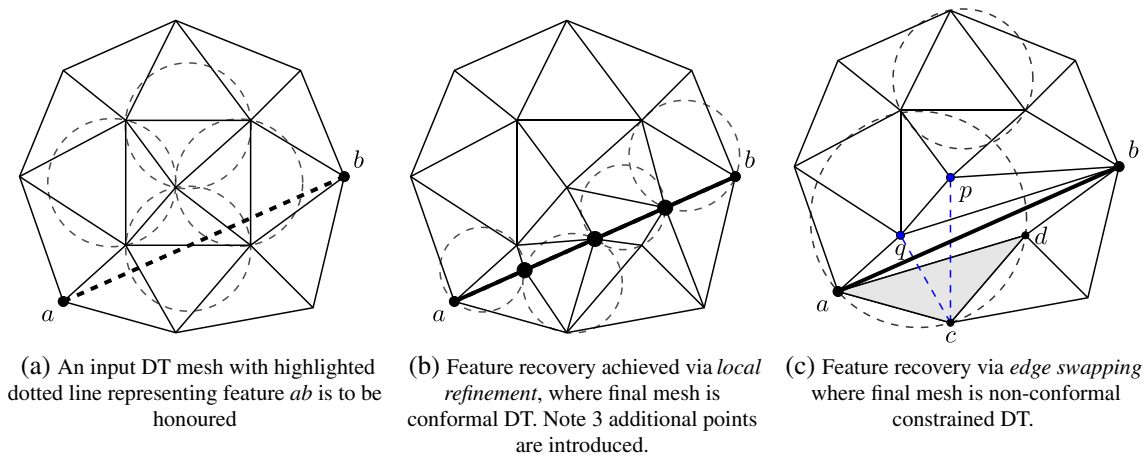 b
a
b
a
b
p
q
d
a
c
(a) An input DT mesh with highlighted
dotted line representing feature ab is to be
honoured
(b) Feature recovery achieved via local
refinement, where final mesh is
conformal DT. Note 3 additional points
are introduced.
(c) Feature recovery via edge swapping
where final mesh is non-conformal
constrained DT.